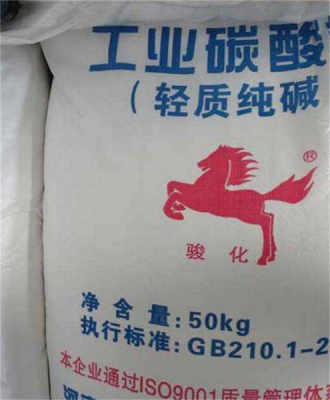 工业碳酸
(轻质纯碱
®
骏化
净含量:50kg
执行标准:GB210.1-2
本企业通过ISO9001质量管理体
河南